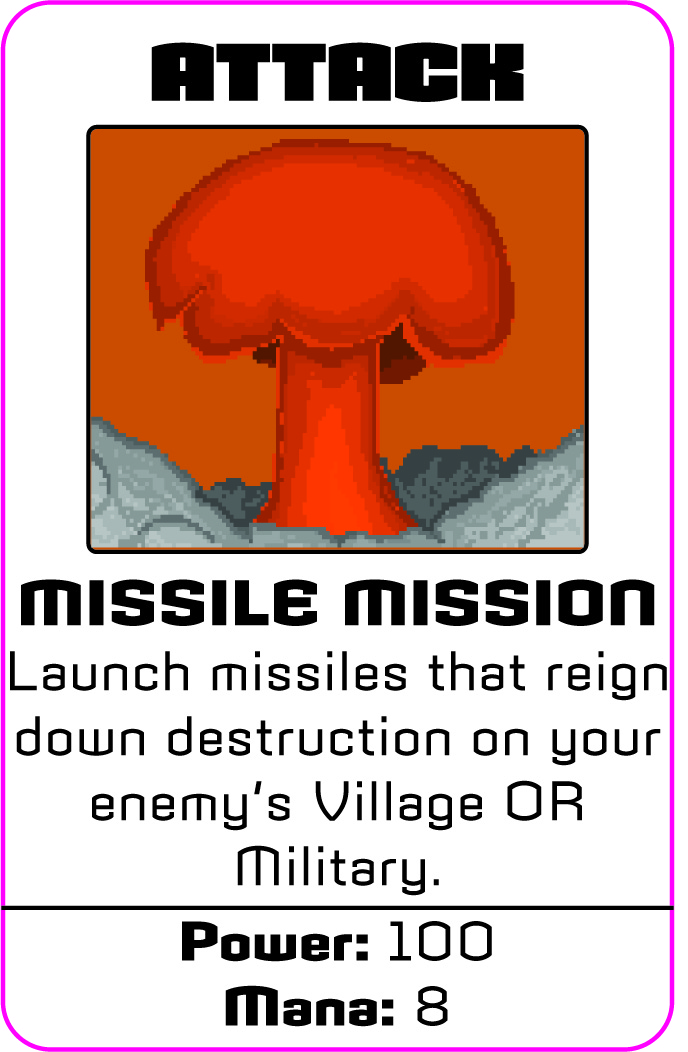 ATTACK
MISSILE MISSION
Launch missiles that reign
down destruction on your
enemy's Village OR
Military.
Power: 100
Mana: 8